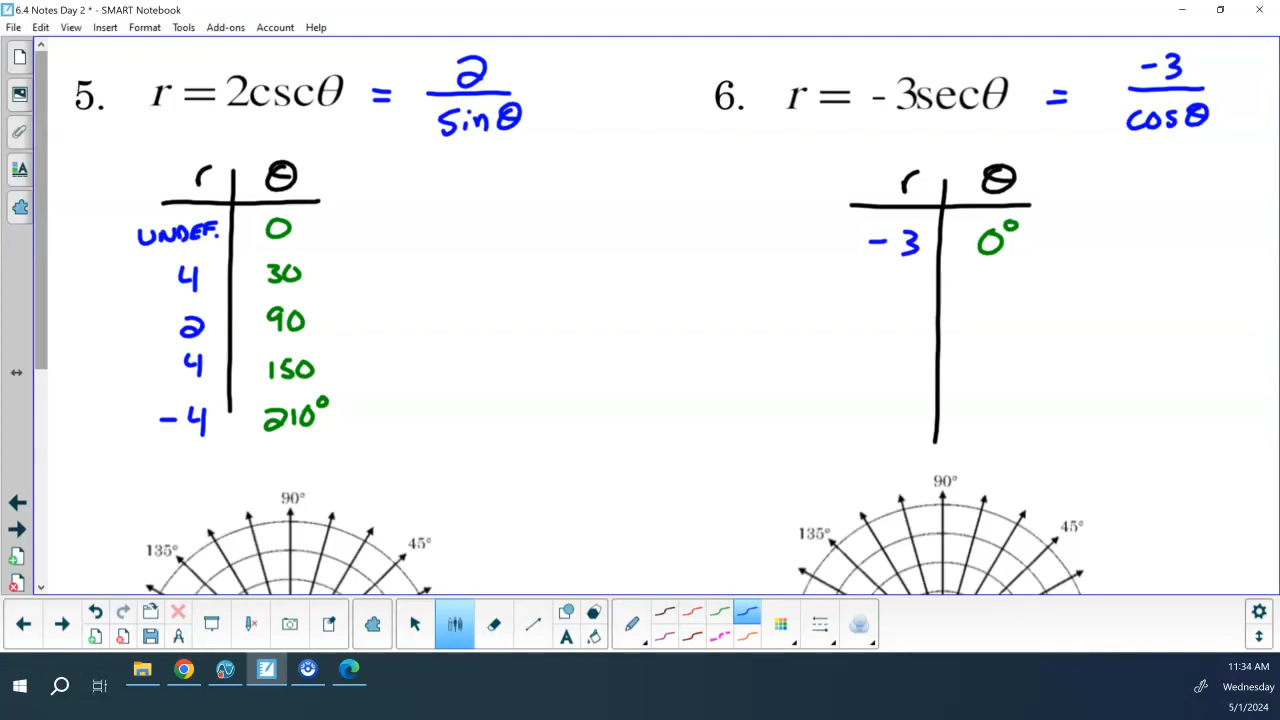 6.4 Notes Day 2 * - SMART Notebook
File Edit View Insert Format Tools Add-ons Account Help
5. r = 2cscθ = 2/sinθ
r θ
UNDEF. 0
4 30
2 90
4 150
-4 210°
90°
135°
45°
6. r = -3secθ = -3/cosθ
r θ
-3 0°
90°
135°
45°
11:34 AM
Wednesday
5/1/2024